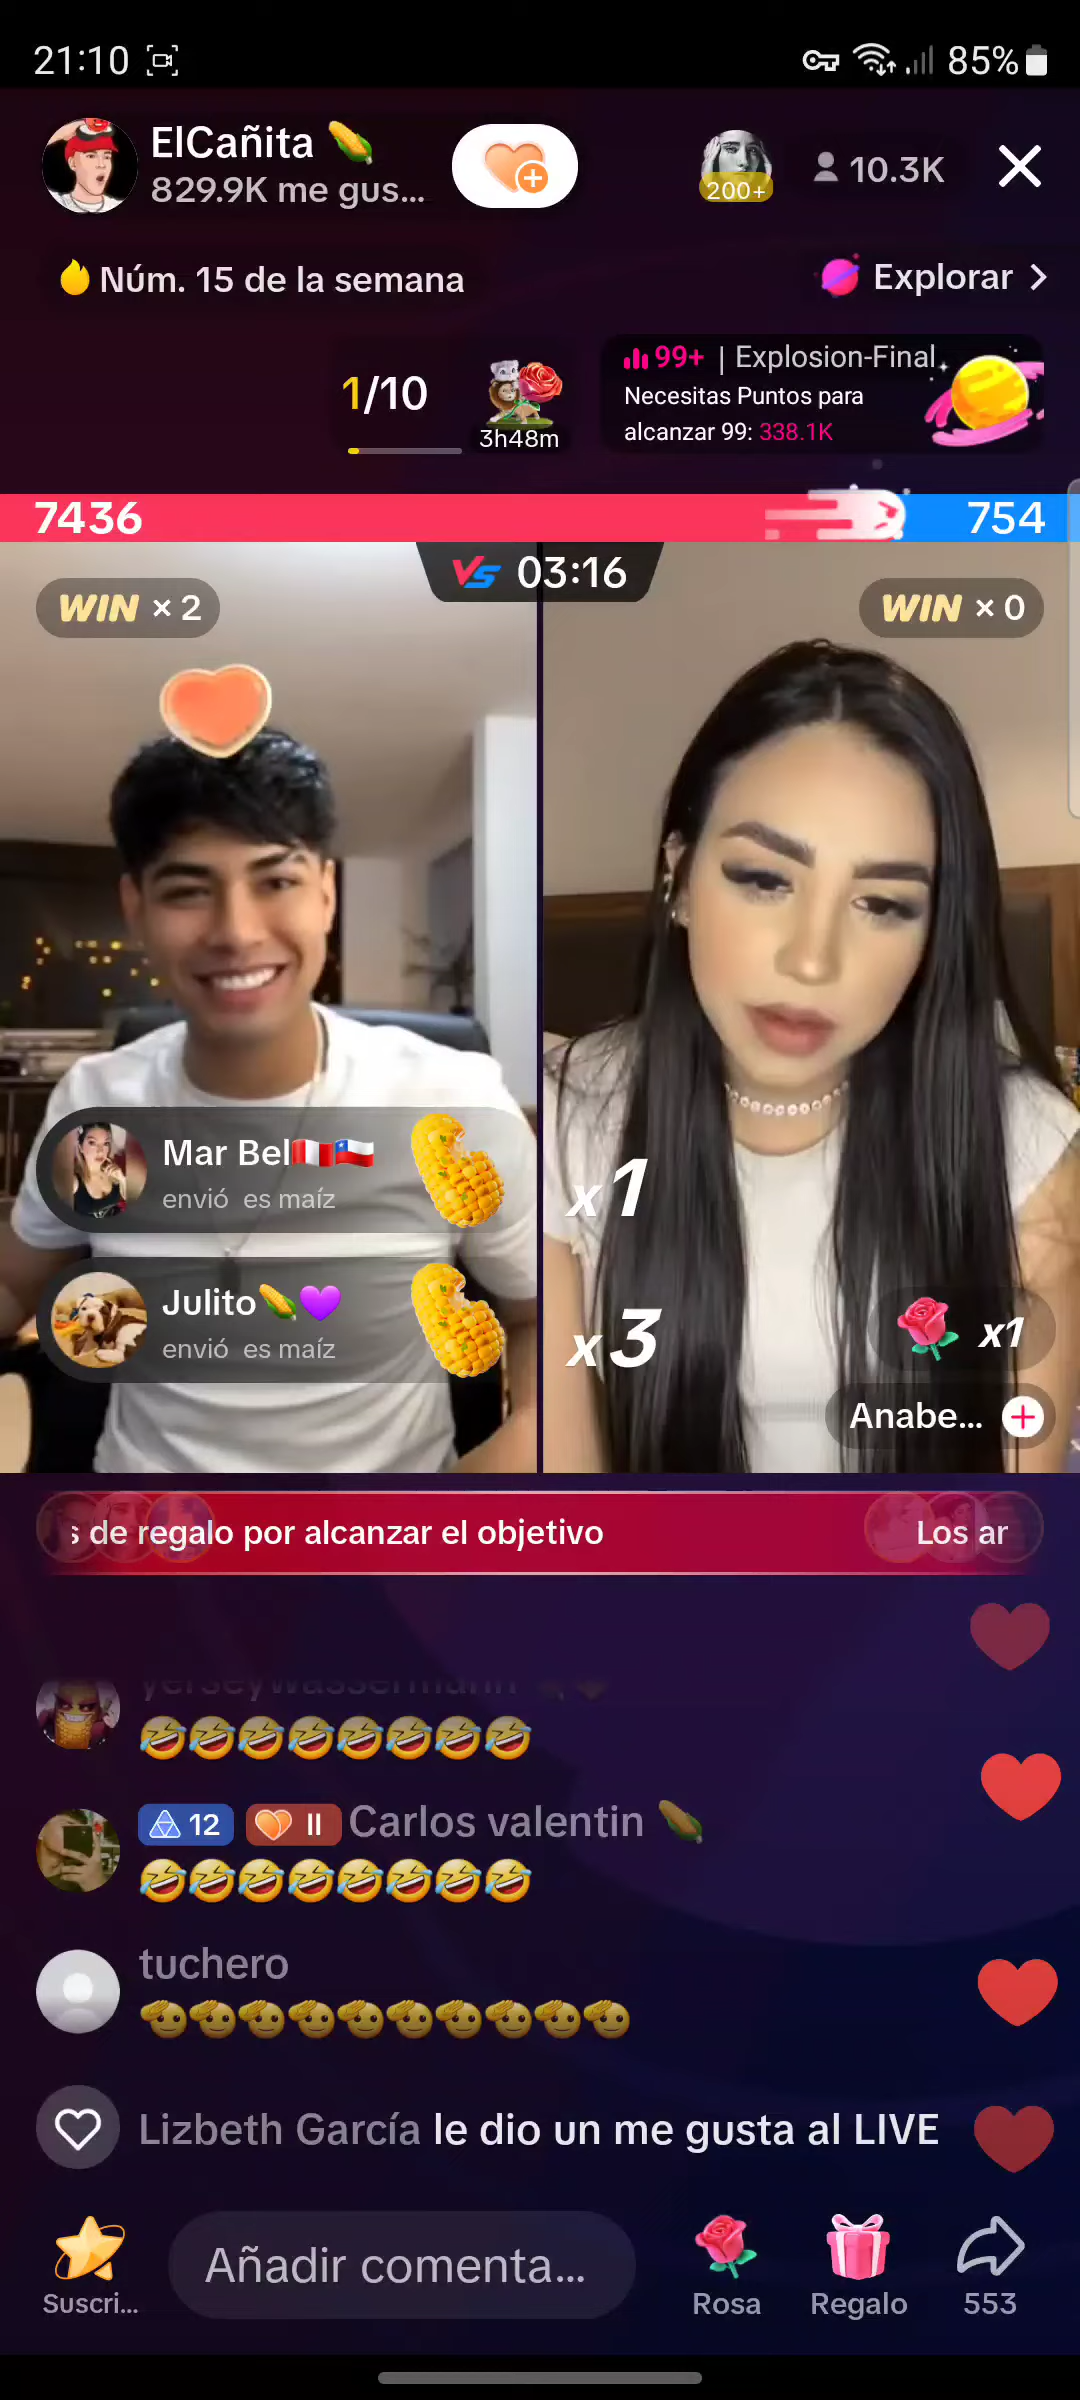 21:10
85%
ElCañita 🌽
829.9K me gus...
200+
10.3K
Núm. 15 de la semana
Explorar
1/10
3h48m
99+ | Explosion-Final
Necesitas Puntos para
alcanzar 99: 338.1K
7436
754
VS 03:16
WIN × 2
WIN × 0
Mar Bel🇵🇪🇨🇱
envió es maíz
x1
Julito🌽💜
envió es maíz
x3
x1
Anabe...
s de regalo por alcanzar el objetivo
Los ar
yerseywassermann
🤣🤣🤣🤣🤣🤣🤣🤣
12 II Carlos valentin 🌽
🤣🤣🤣🤣🤣🤣🤣🤣
tuchero
🫡🫡🫡🫡🫡🫡🫡🫡🫡🫡
Lizbeth García le dio un me gusta al LIVE
Suscri...
Añadir comenta...
Rosa
Regalo
553